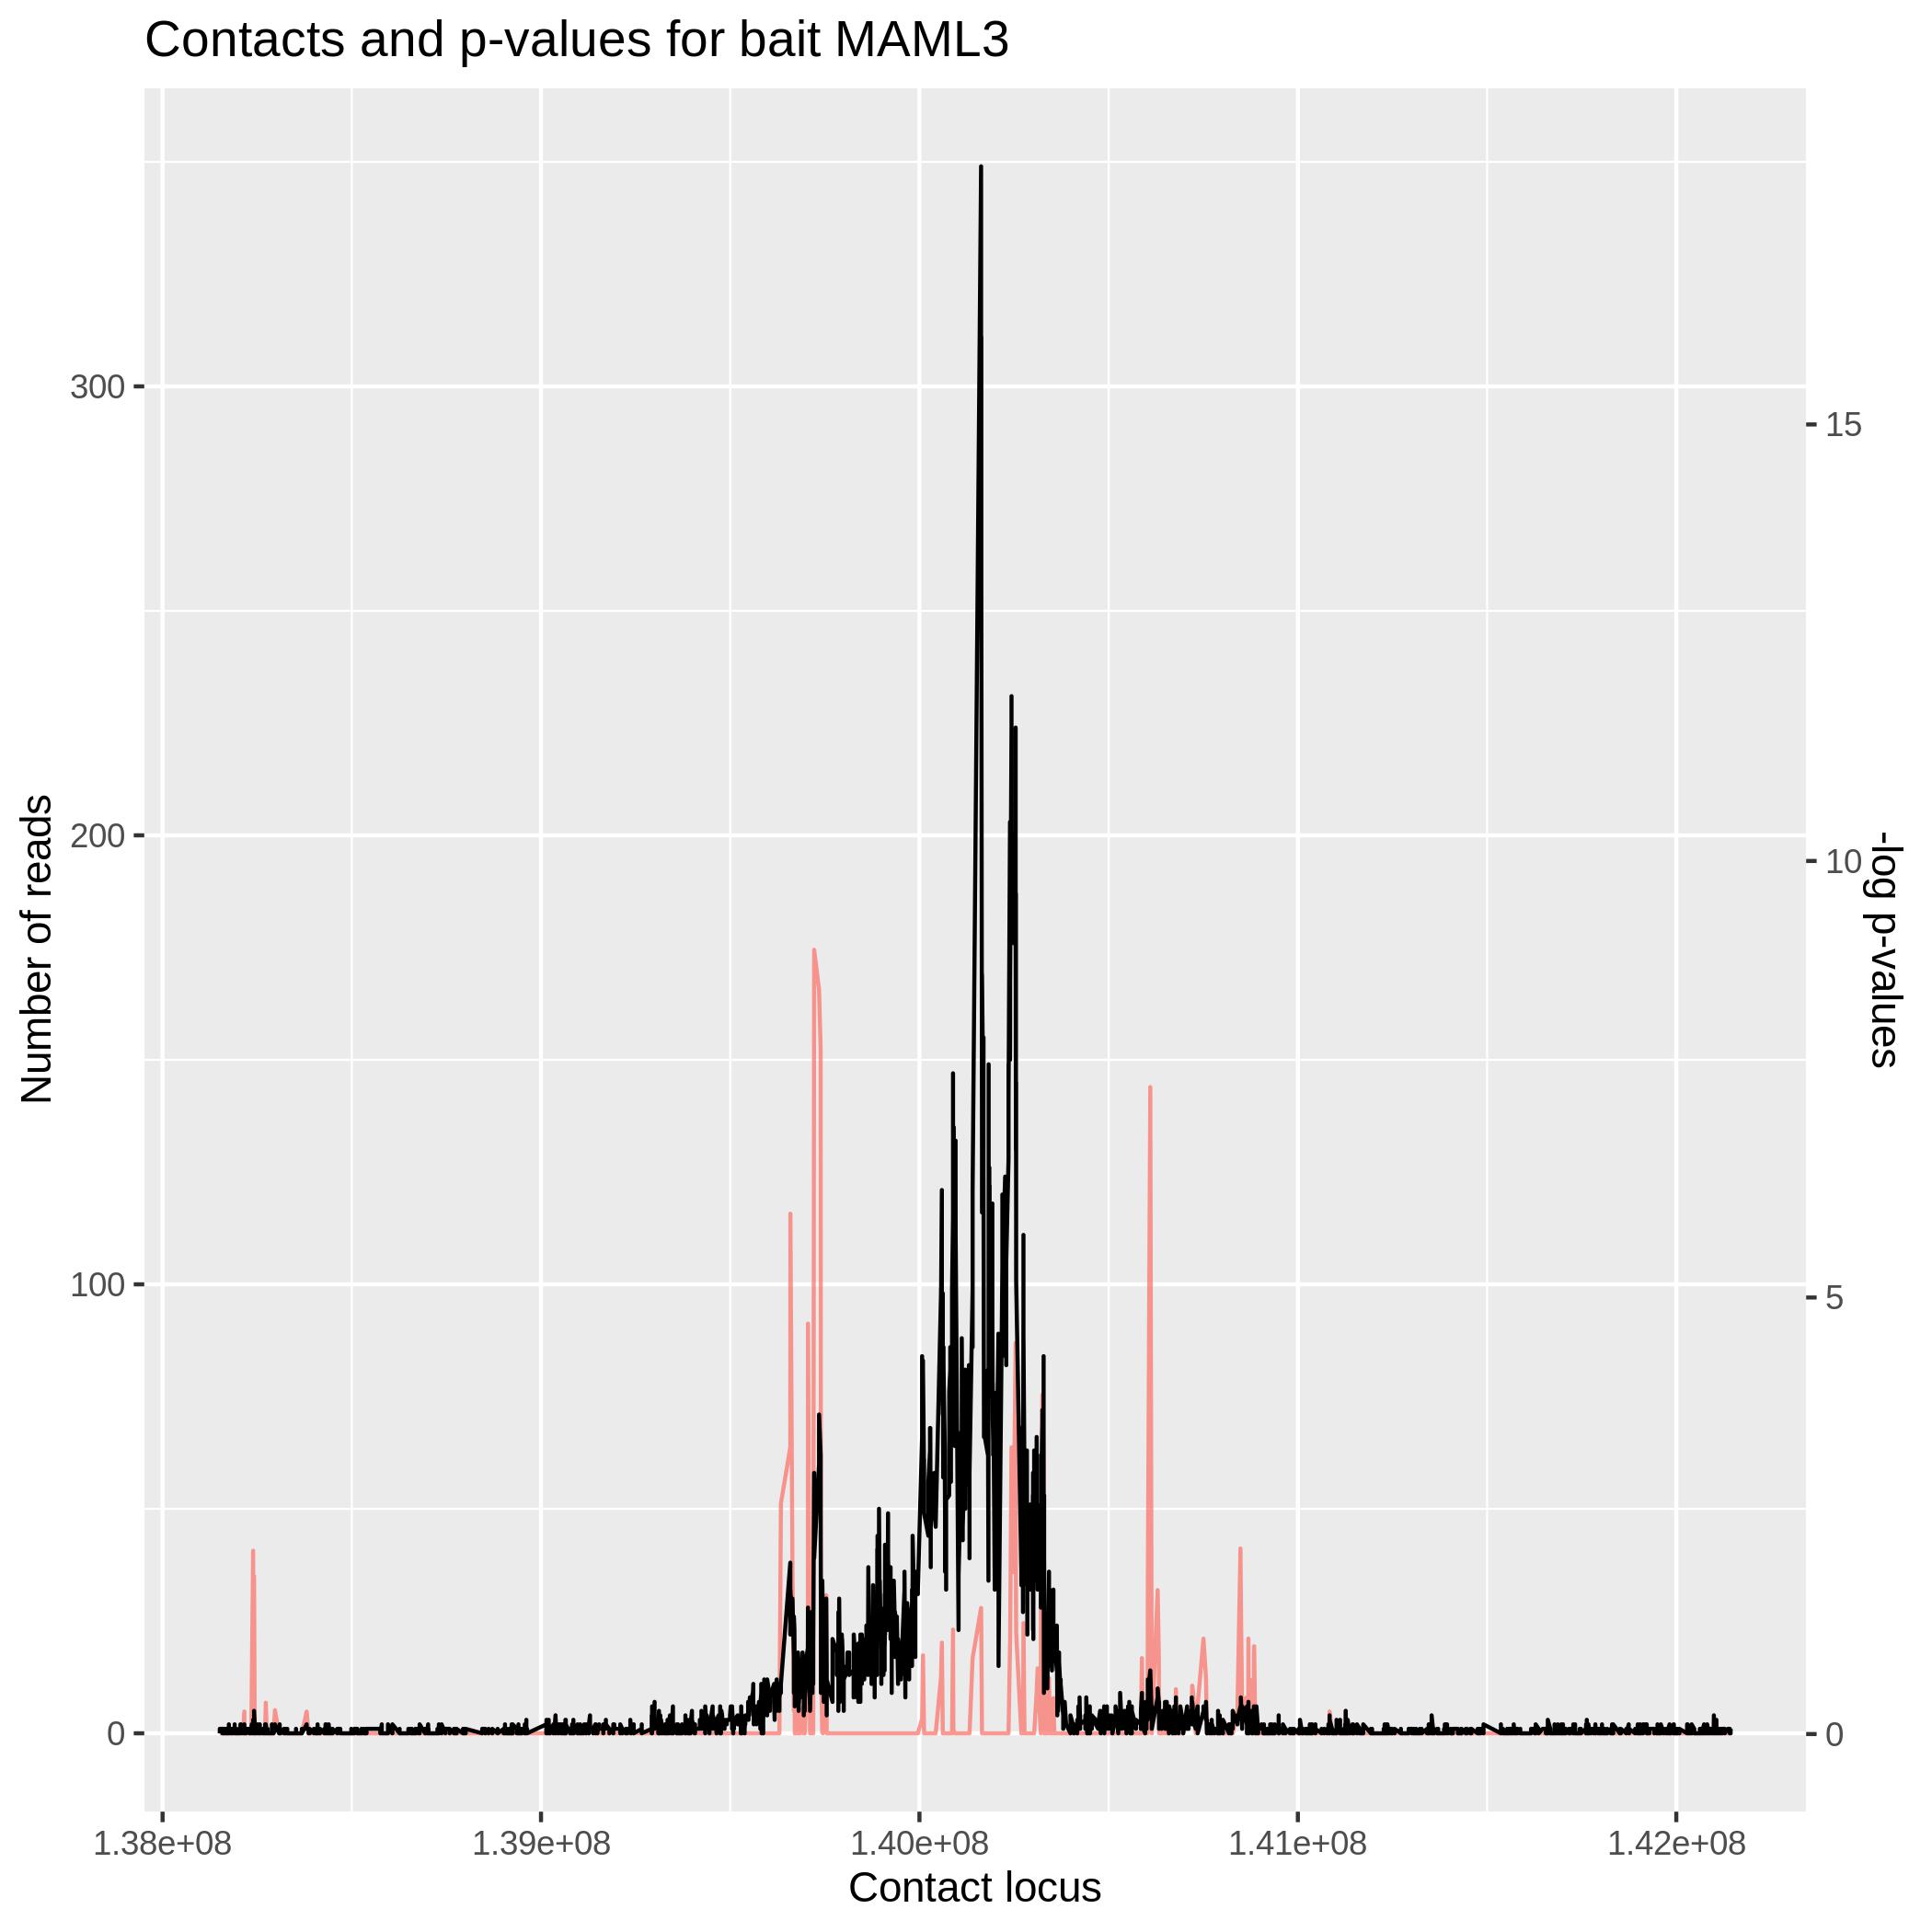 Contacts and p-values for bait MAML3
300
200
100
0
Number of reads
15
10
5
0
-log p-values
1.38e+08
1.39e+08
1.40e+08
1.41e+08
1.42e+08
Contact locus